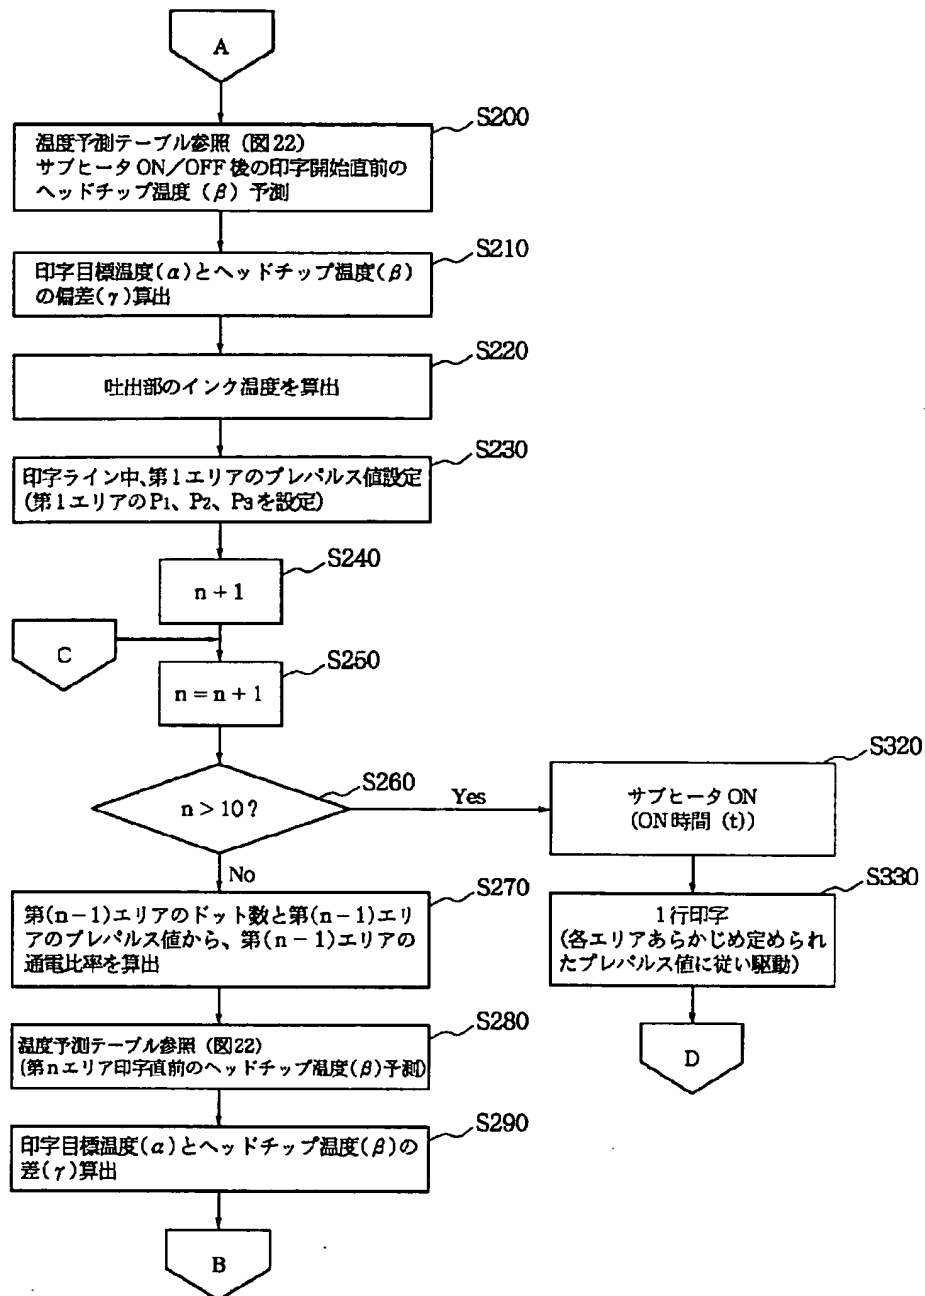 A
S200
温度予測テーブル参照（図22）
サブヒータON／OFF後の印字開始直前の
ヘッドチップ温度（β）予測
S210
印字目標温度(α)とヘッドチップ温度(β)
の偏差(γ)算出
S220
吐出部のインク温度を算出
S230
印字ライン中、第1エリアのプレパルス値設定
(第1エリアのP1、P2、P3を設定)
S240
n + 1
C
S250
n = n + 1
S260
n > 10 ?
Yes
No
S320
サブヒータON
(ON時間 (t))
S270
第(n－1)エリアのドット数と第(n－1)エリ
アのプレパルス値から、第(n－1)エリアの
通電比率を算出
S330
1行印字
(各エリアあらかじめ定められ
たプレパルス値に従い駆動)
S280
温度予測テーブル参照（図22）
(第nエリア印字直前のヘッドチップ温度(β)予測)
D
S290
印字目標温度(α)とヘッドチップ温度(β)の
差(γ)算出
B